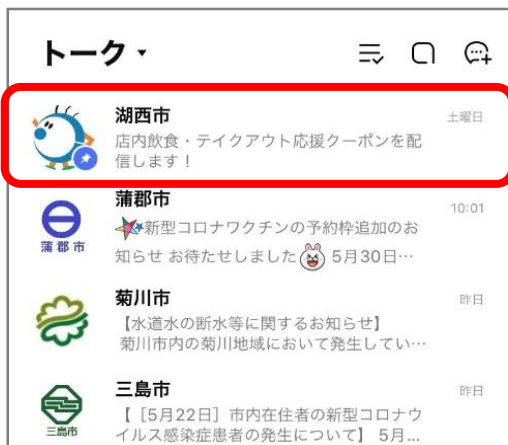 トーク
湖西市
土曜日
店内飲食・テイクアウト応援クーポンを配
信します！
蒲郡市
10:01
新型コロナワクチンの予約枠追加のお
知らせ お待たせしました 5月30日…
蒲郡市
菊川市
昨日
【水道水の断水等に関するお知らせ】
菊川市内の菊川地域において発生してい…
三島市
昨日
【［5月22日］市内在住者の新型コロナウ
イルス感染症患者の発生について】 5月...
三島市